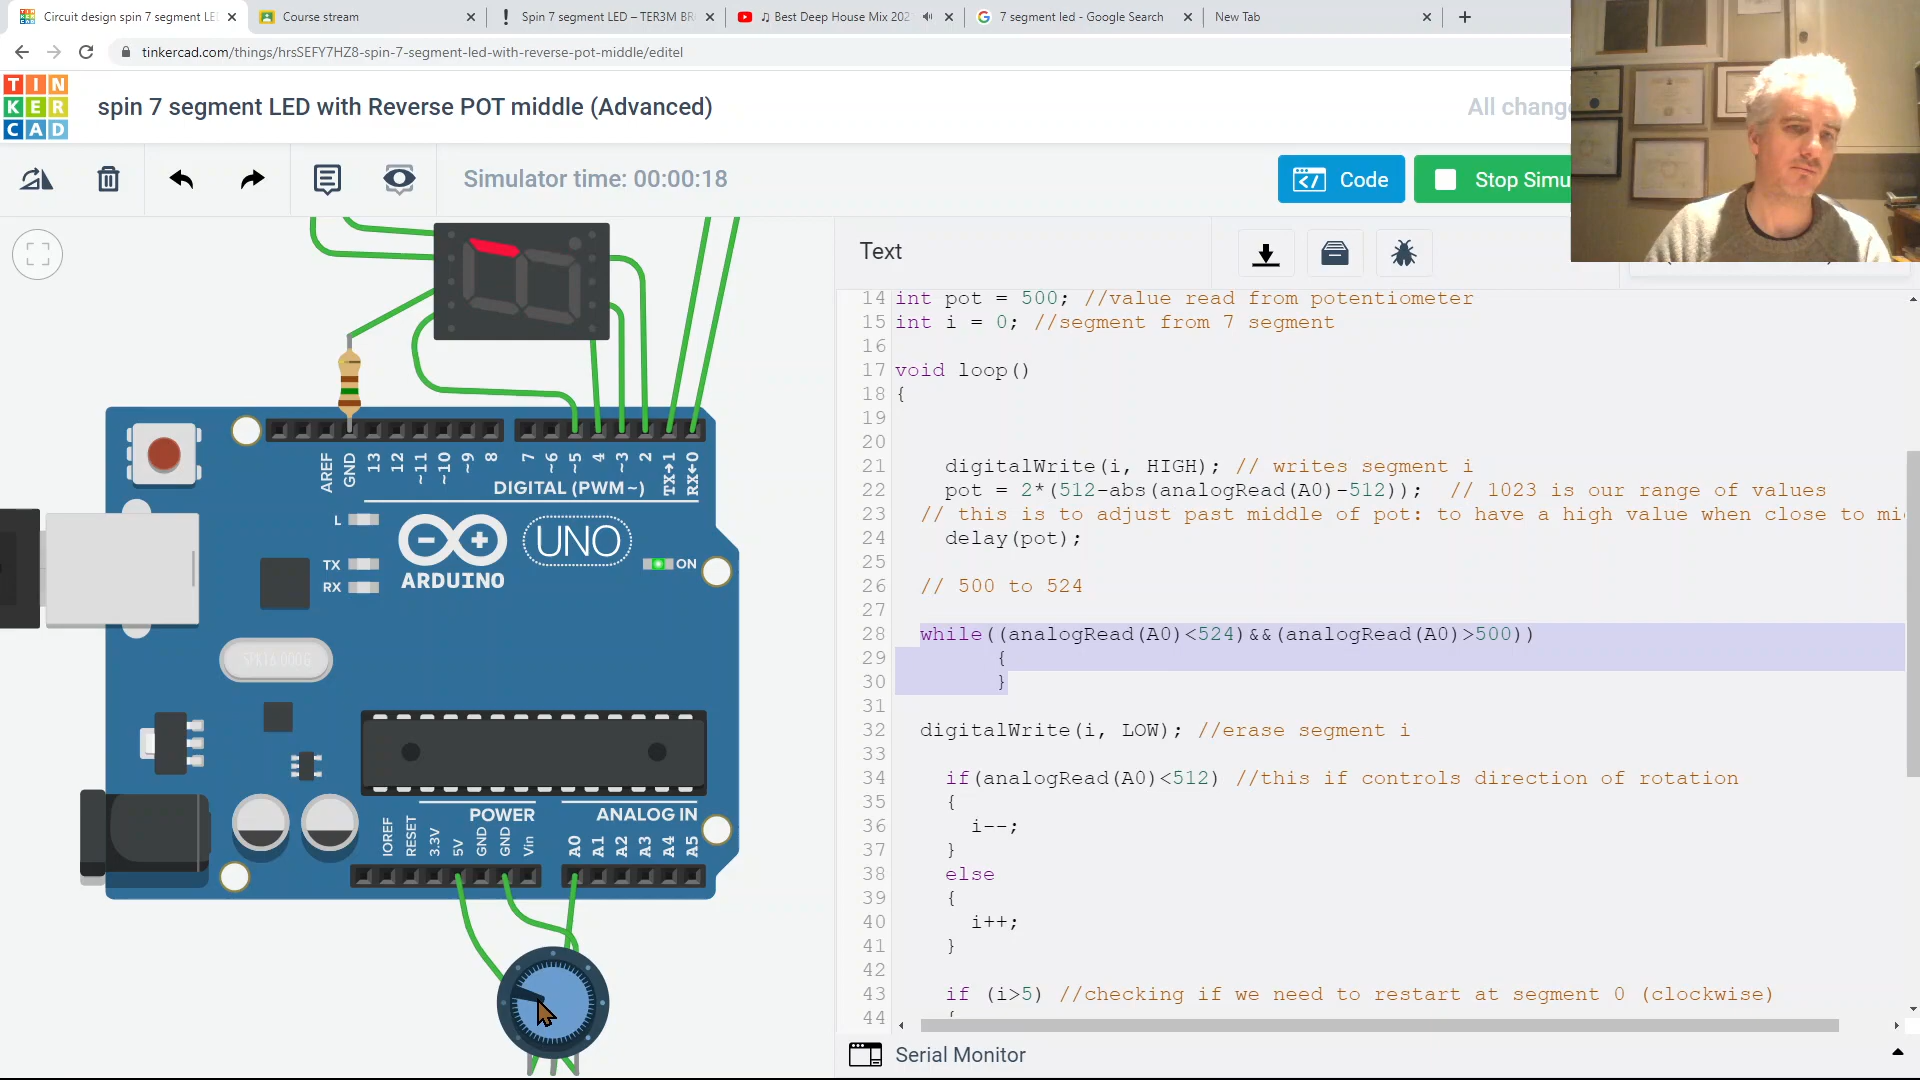 Circuit design spin 7 segment LE
Course stream
Spin 7 segment LED – TER3M BR
♫ Best Deep House Mix 202
7 segment led - Google Search
New Tab
tinkercad.com/things/hrsSEFY7HZ8-spin-7-segment-led-with-reverse-pot-middle/editel
TIN
KER
CAD
spin 7 segment LED with Reverse POT middle (Advanced)
All chang
Simulator time: 00:00:18
Code
Stop Simu
Text
14 int pot = 500; //value read from potentiometer
15 int i = 0; //segment from 7 segment
16
17 void loop()
18 {
19
20
21 digitalWrite(i, HIGH); // writes segment i
22 pot = 2*(512-abs(analogRead(A0)-512)); // 1023 is our range of values
23 // this is to adjust past middle of pot: to have a high value when close to mi
24 delay(pot);
25
26 // 500 to 524
27
28 while((analogRead(A0)<524)&&(analogRead(A0)>500))
29 {
30 }
31
32 digitalWrite(i, LOW); //erase segment i
33
34 if(analogRead(A0)<512) //this if controls direction of rotation
35 {
36 i--;
37 }
38 else
39 {
40 i++;
41 }
42
43 if (i>5) //checking if we need to restart at segment 0 (clockwise)
44 {
Serial Monitor
AREF
GND
13
12
~11
~10
~9
8
7
~6
~5
4
~3
2
TX→1
RX←0
DIGITAL (PWM~)
L
TX
RX
UNO
ARDUINO
ON
POWER
ANALOG IN
IOREF
RESET
3.3V
5V
GND
GND
Vin
A0
A1
A2
A3
A4
A5